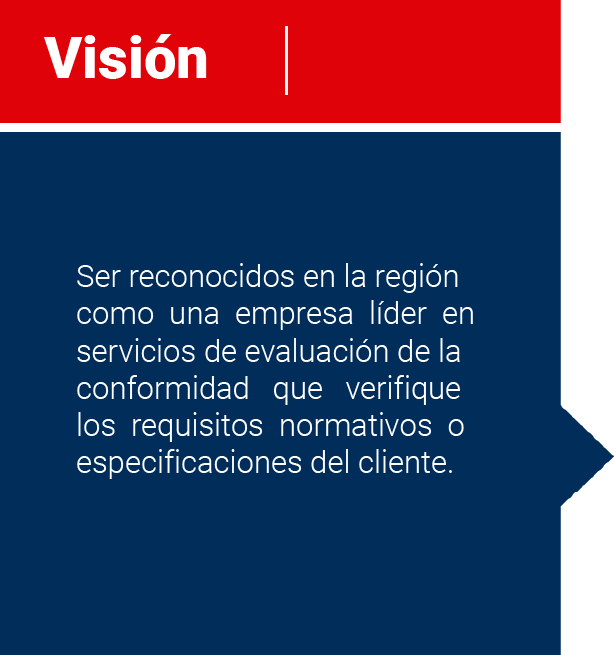 Visión
Ser reconocidos en la región
como una empresa líder en
servicios de evaluación de la
conformidad que verifique
los requisitos normativos o
especificaciones del cliente.